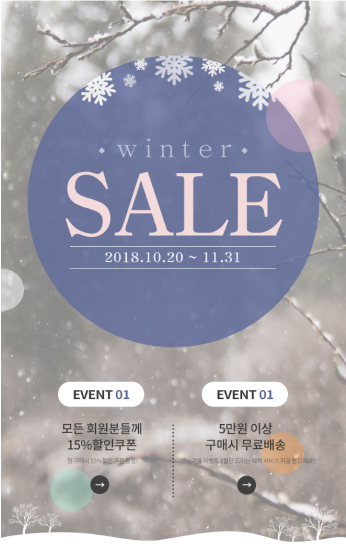 winter
SALE
2018.10.20 ~ 11.31
EVENT 01
모든 회원분들께
15%할인쿠폰
EVENT 01
5만원 이상
구매시 무료배송